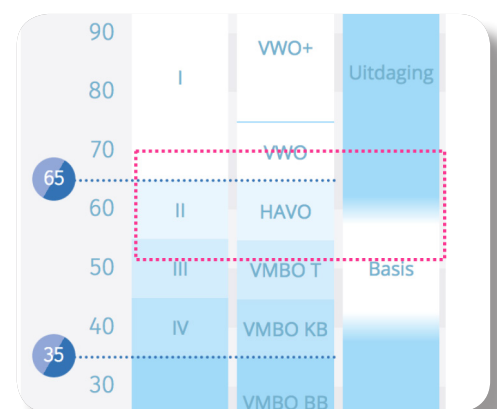 90 VWO+
I Uitdaging
80
70 VWO
65
60 II HAVO
50 III VMBO T Basis
40 IV VMBO KB
35
30
VMBO BB